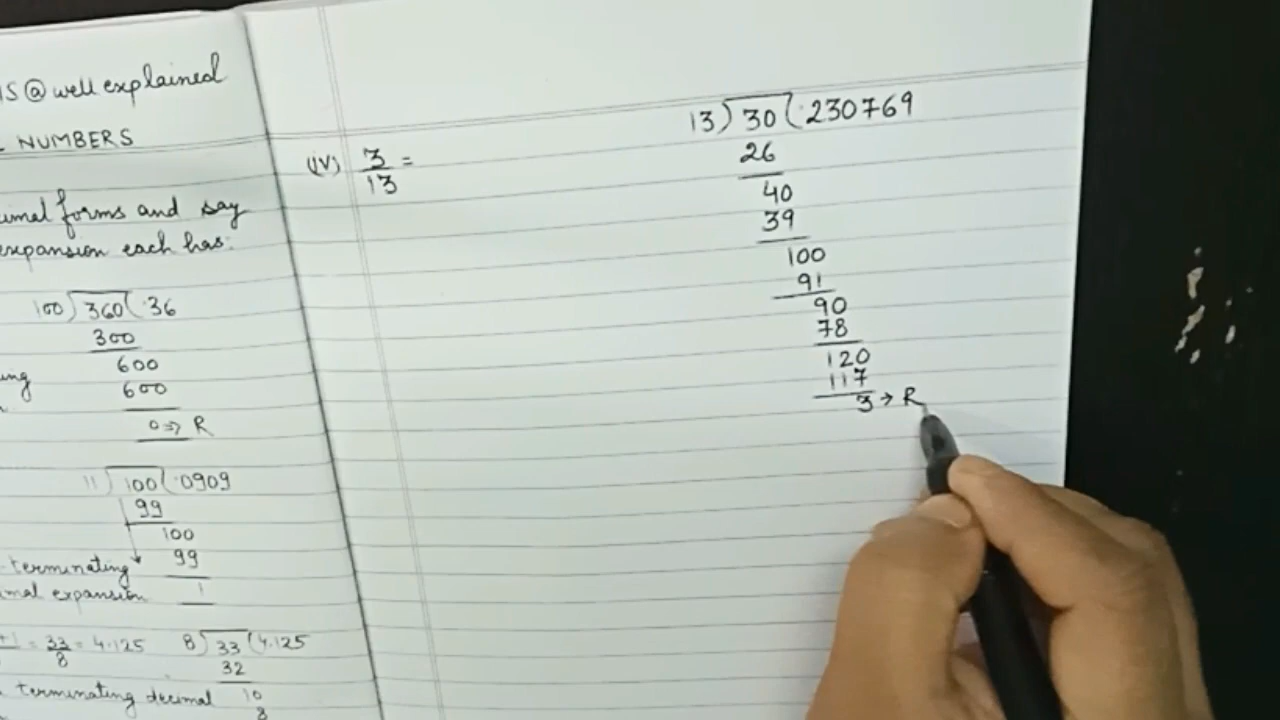 IS @ well explained
NUMBERS
imal forms and say
expansion each has:
100) 360 ( .36
300
600
600
0 => R
11) 100 ( .0909
99
100
99
1
terminating
expansion
= 33/8 = 4.125
8) 33 ( 4.125
32
10
8
terminating decimal
(iv) 3/13 =
13) 30 ( .230769
26
40
39
100
91
90
78
120
117
3 → R